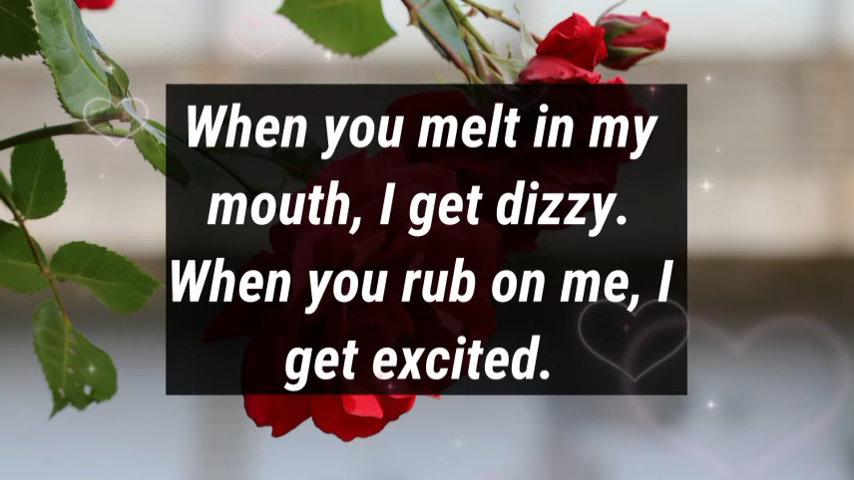 When you melt in my
mouth, I get dizzy.
When you rub on me, I
get excited.